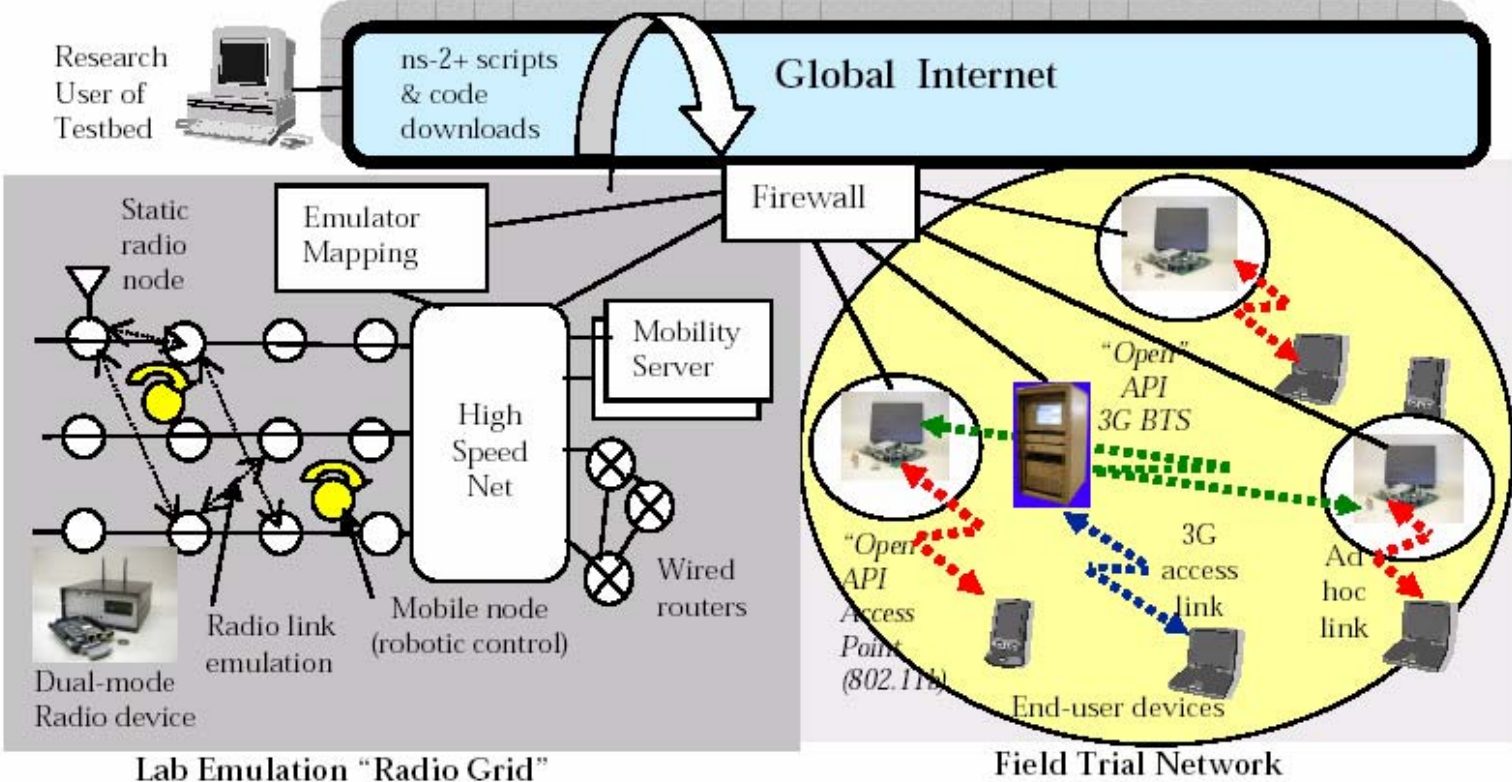 Research
User of
Testbed
ns-2+ scripts
& code
downloads
Global Internet
Static
radio
node
Emulator
Mapping
Firewall
Mobility
Server
High
Speed
Net
Wired
routers
Radio link
emulation
Mobile node
(robotic control)
Dual-mode
Radio device
"Open"
API
3G BTS
"Open"
API
Access
Point
(802.11b)
3G
access
link
Ad
hoc
link
End-user devices
Lab Emulation "Radio Grid"
Field Trial Network